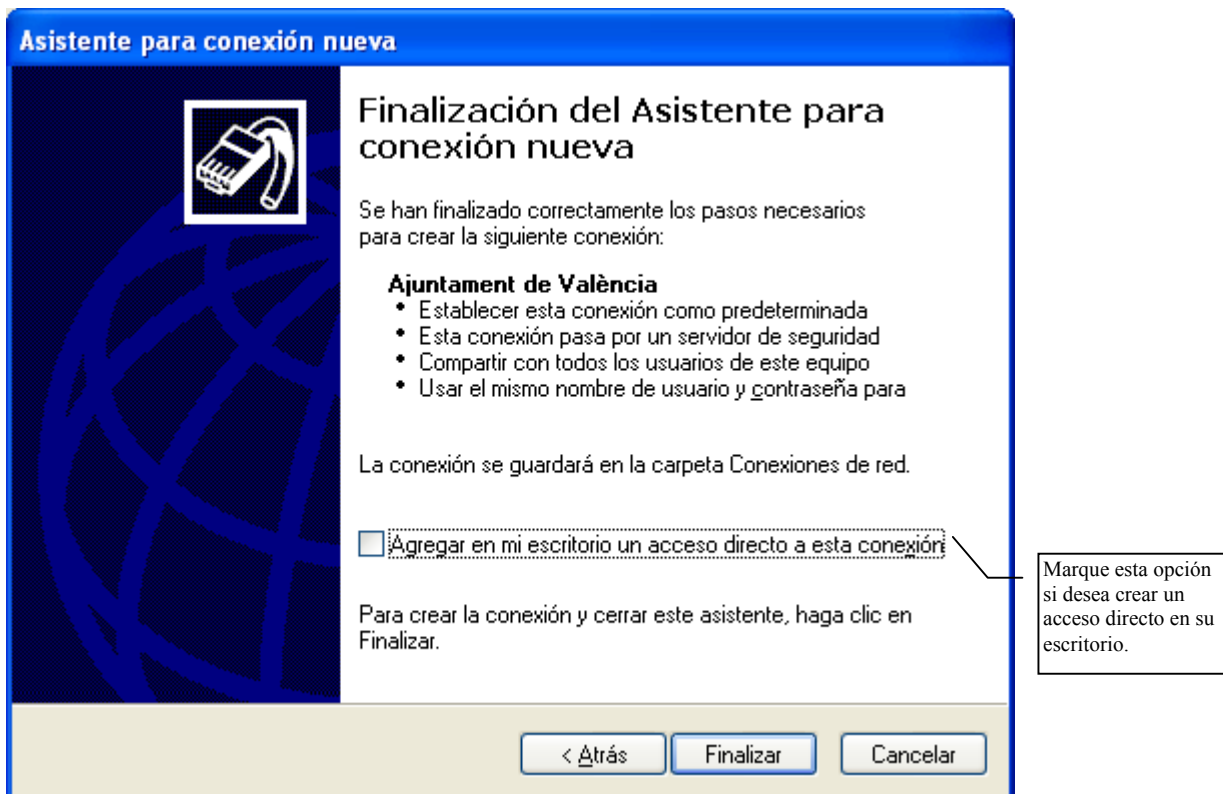 Asistente para conexión nueva
Finalización del Asistente para
conexión nueva
Se han finalizado correctamente los pasos necesarios
para crear la siguiente conexión:
Ajuntament de València
• Establecer esta conexión como predeterminada
• Esta conexión pasa por un servidor de seguridad
• Compartir con todos los usuarios de este equipo
• Usar el mismo nombre de usuario y contraseña para
La conexión se guardará en la carpeta Conexiones de red.
Agregar en mi escritorio un acceso directo a esta conexión
Marque esta opción
si desea crear un
acceso directo en su
escritorio.
Para crear la conexión y cerrar este asistente, haga clic en
Finalizar.
< Atrás
Finalizar
Cancelar